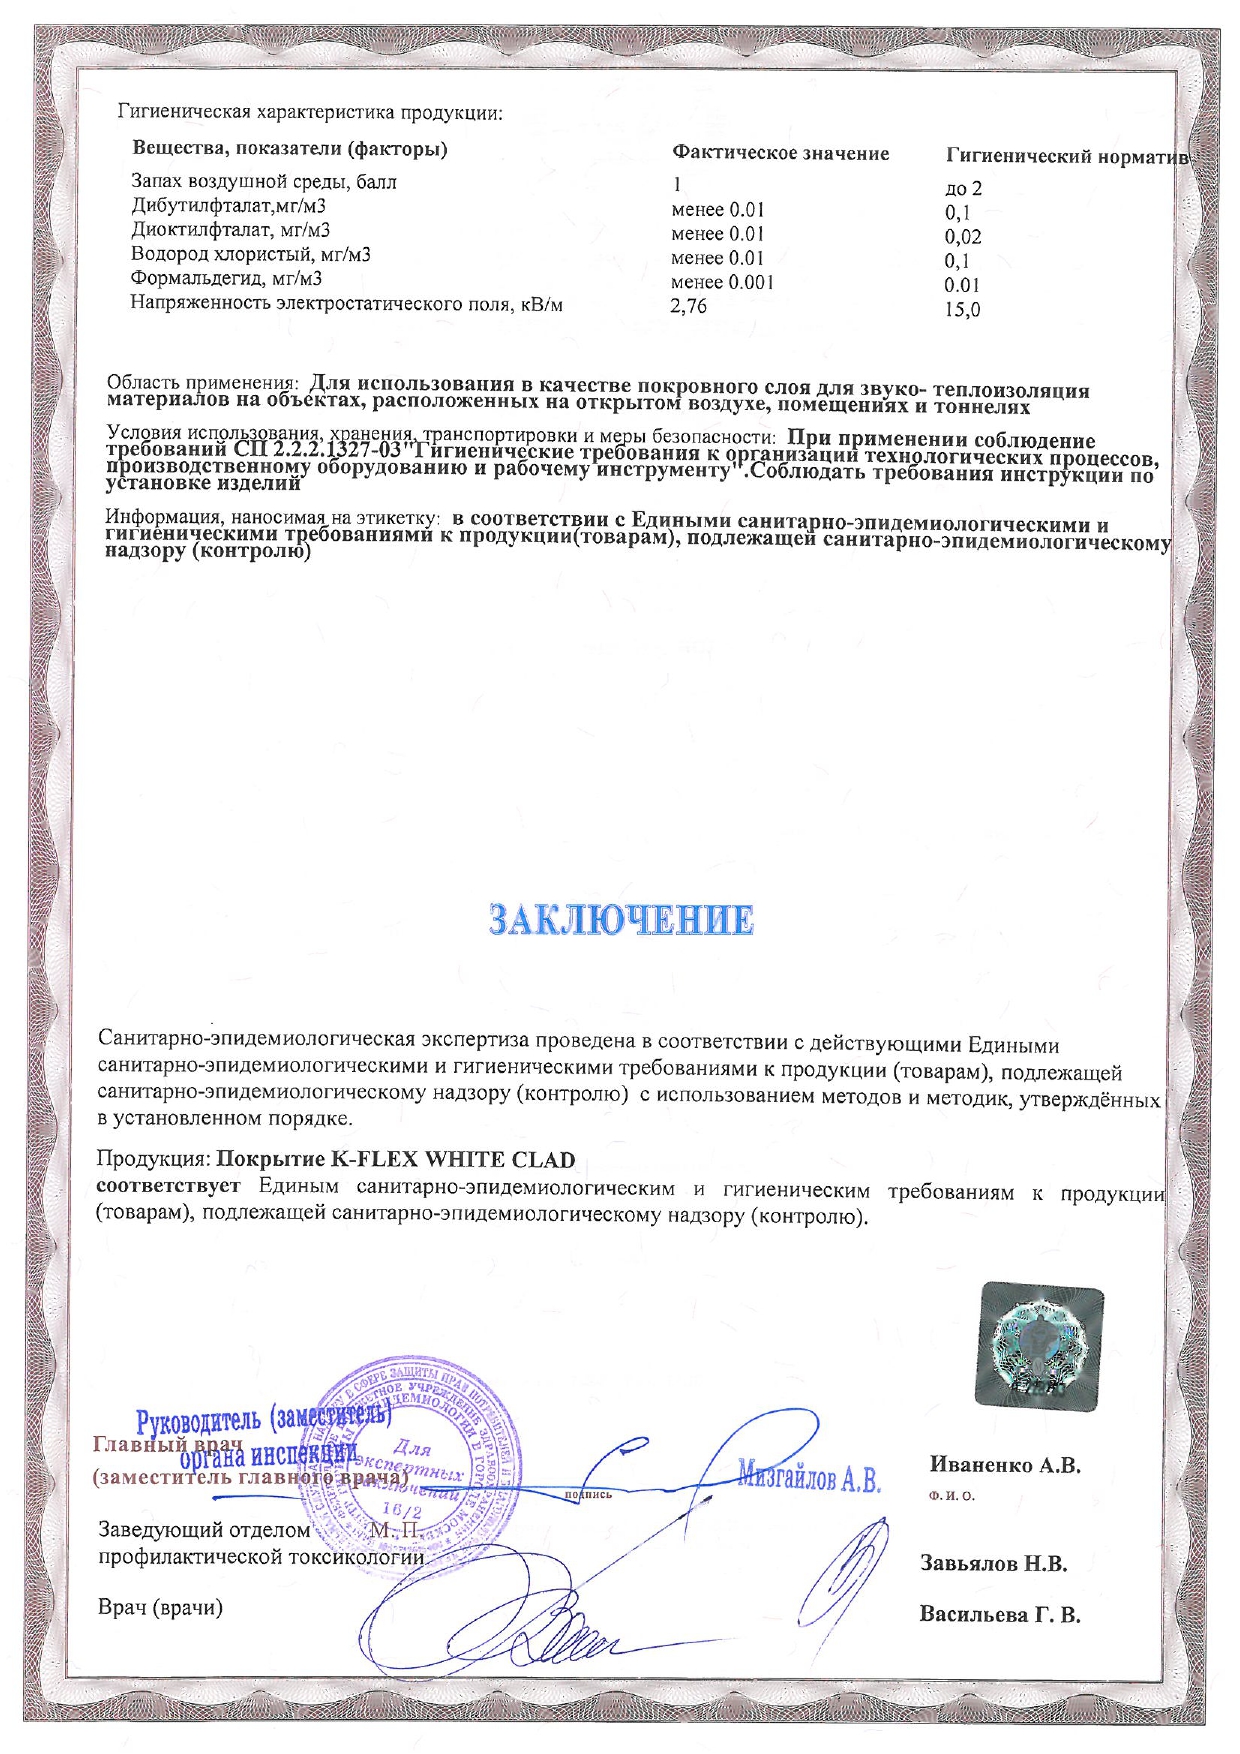 Гигиеническая характеристика продукции:
Вещества, показатели (факторы) Фактическое значение Гигиенический норматив
Запах воздушной среды, балл 1 до 2
Дибутилфталат,мг/м3 менее 0.01 0,1
Диоктилфталат, мг/м3 менее 0.01 0,02
Водород хлористый, мг/м3 менее 0.01 0,1
Формальдегид, мг/м3 менее 0.001 0.01
Напряженность электростатического поля, кВ/м 2,76 15,0
Область применения: Для использования в качестве покровного слоя для звуко- теплоизоляция
материалов на объектах, расположенных на открытом воздухе, помещениях и тоннелях
Условия использования, хранения, транспортировки и меры безопасности: При применении соблюдение
требований СП 2.2.2.1327-03"Гигиенические требования к организации технологических процессов,
производственному оборудованию и рабочему инструменту".Соблюдать требования инструкции по
установке изделий
Информация, наносимая на этикетку: в соответствии с Едиными санитарно-эпидемиологическими и
гигиеническими требованиями к продукции(товарам), подлежащей санитарно-эпидемиологическому
надзору (контролю)
ЗАКЛЮЧЕНИЕ
Санитарно-эпидемиологическая экспертиза проведена в соответствии с действующими Едиными
санитарно-эпидемиологическими и гигиеническими требованиями к продукции (товарам), подлежащей
санитарно-эпидемиологическому надзору (контролю) с использованием методов и методик, утверждённых
в установленном порядке.
Продукция: Покрытие K-FLEX WHITE CLAD
соответствует Единым санитарно-эпидемиологическим и гигиеническим требованиям к продукции
(товарам), подлежащей санитарно-эпидемиологическому надзору (контролю).
Руководитель (заместитель)
органа инспекции
Главный врач
(заместитель главного врача)
Для
экспертных
заключений
16/2
подпись
Мизгайлов А.В.
Иваненко А.В.
Ф.И.О.
Заведующий отделом М. П.
профилактической токсикологии
Завьялов Н.В.
Врач (врачи)
Васильева Г. В.